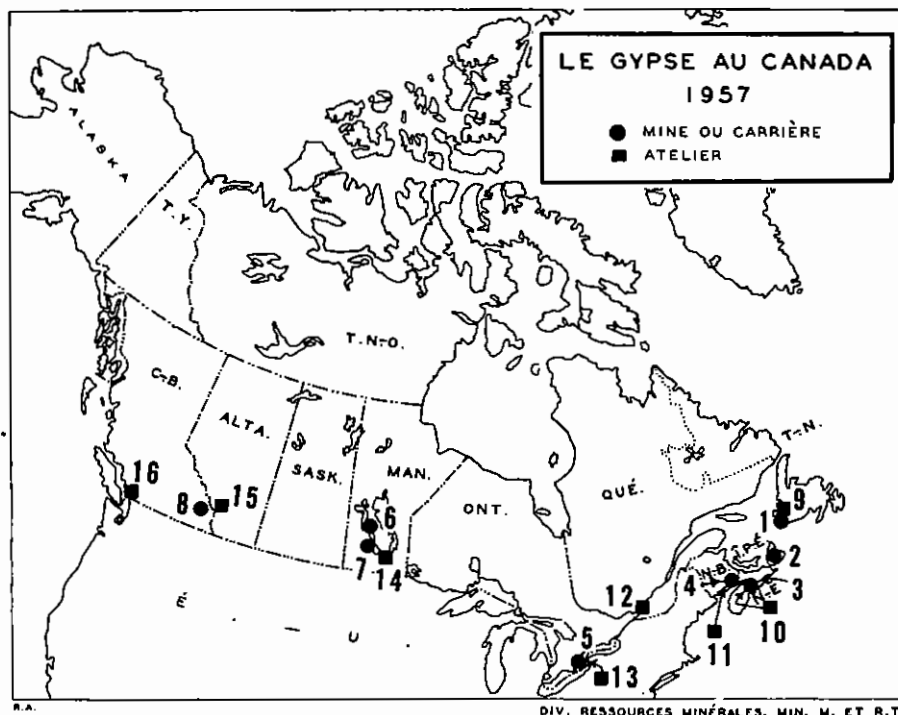 LE GYPSE AU CANADA
1957
MINE OU CARRIÈRE
ATELIER
ALASKA
T.Y.
T.N.-O.
C.-B.
ALTA.
SASK.
MAN.
ONT.
QUÉ.
T.-N.
16
8
15
6
7
14
9
1
Î.P.É.
2
N.-B.
4
3
N.-É.
12
10
11
5
13
É.-U.
R.A.
DIV. RESSOURCES MINÉRALES, MIN. M. ET R.T.